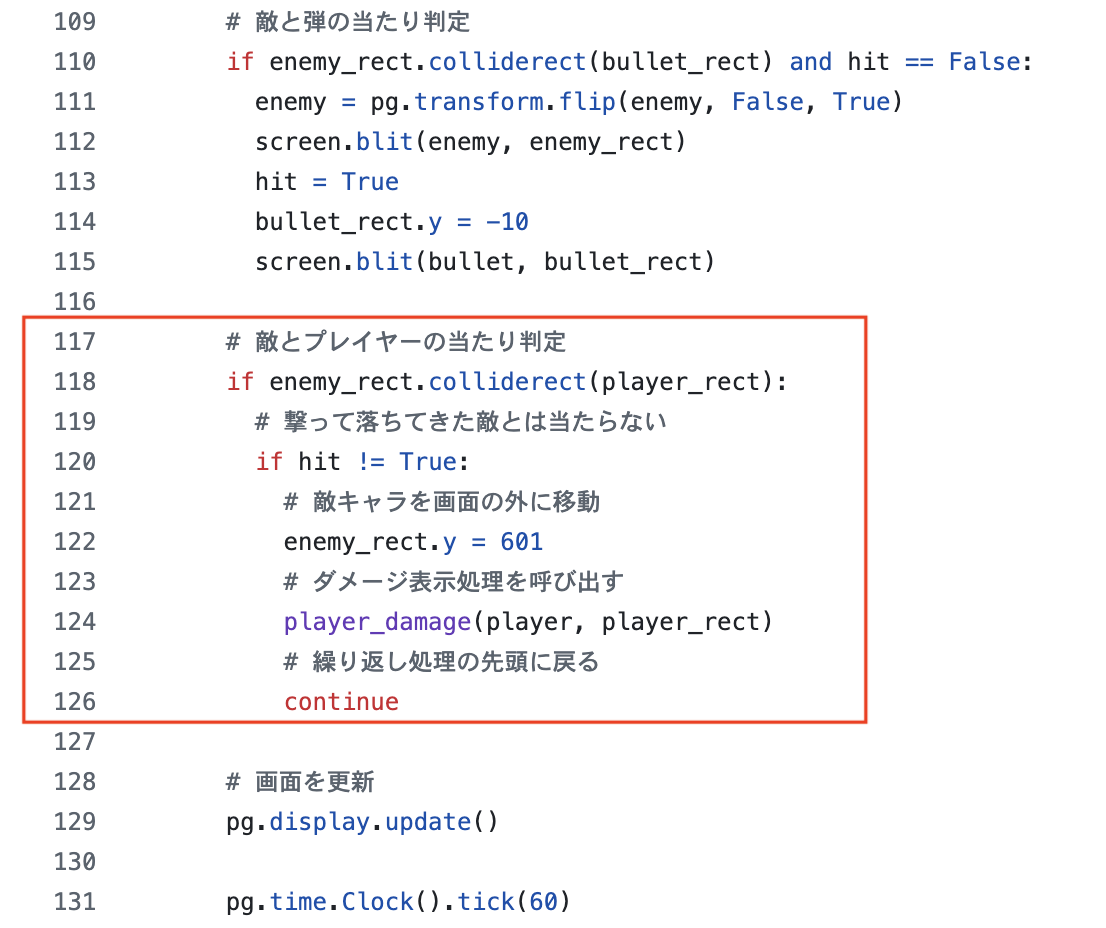 109 # 敵と弾の当たり判定
110 if enemy_rect.colliderect(bullet_rect) and hit == False:
111 enemy = pg.transform.flip(enemy, False, True)
112 screen.blit(enemy, enemy_rect)
113 hit = True
114 bullet_rect.y = -10
115 screen.blit(bullet, bullet_rect)
116
117 # 敵とプレイヤーの当たり判定
118 if enemy_rect.colliderect(player_rect):
119 # 撃って落ちてきた敵とは当たらない
120 if hit != True:
121 # 敵キャラを画面の外に移動
122 enemy_rect.y = 601
123 # ダメージ表示処理を呼び出す
124 player_damage(player, player_rect)
125 # 繰り返し処理の先頭に戻る
126 continue
127
128 # 画面を更新
129 pg.display.update()
130
131 pg.time.Clock().tick(60)